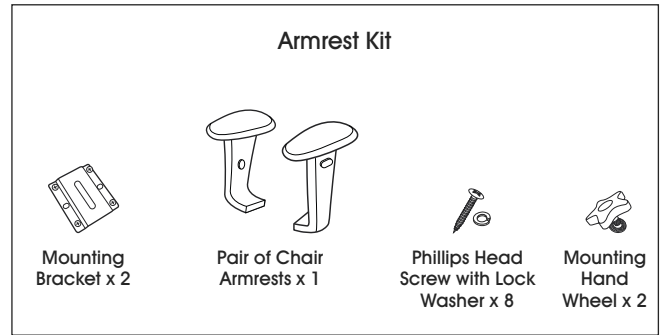 Armrest Kit
Mounting
Bracket x 2
Pair of Chair
Armrests x 1
Phillips Head
Screw with Lock
Washer x 8
Mounting
Hand
Wheel x 2